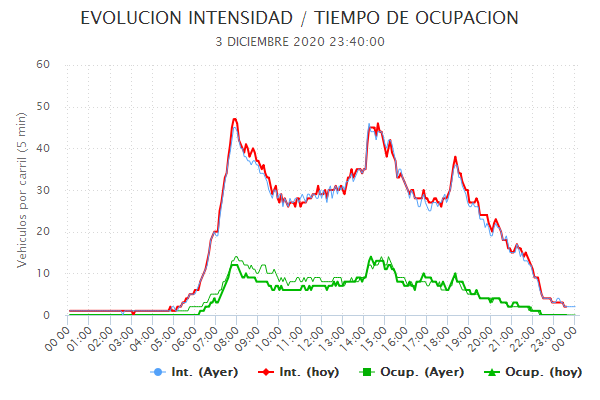 EVOLUCION INTENSIDAD / TIEMPO DE OCUPACION
3 DICIEMBRE 2020 23:40:00
Vehiculos por carril (5 min)
60
50
40
30
20
10
0
00:00 01:00 02:00 03:00 04:00 05:00 06:00 07:00 08:00 09:00 10:00 11:00 12:00 13:00 14:00 15:00 16:00 17:00 18:00 19:00 20:00 21:00 22:00 23:00 00:00
Int. (Ayer) Int. (hoy) Ocup. (Ayer) Ocup. (hoy)